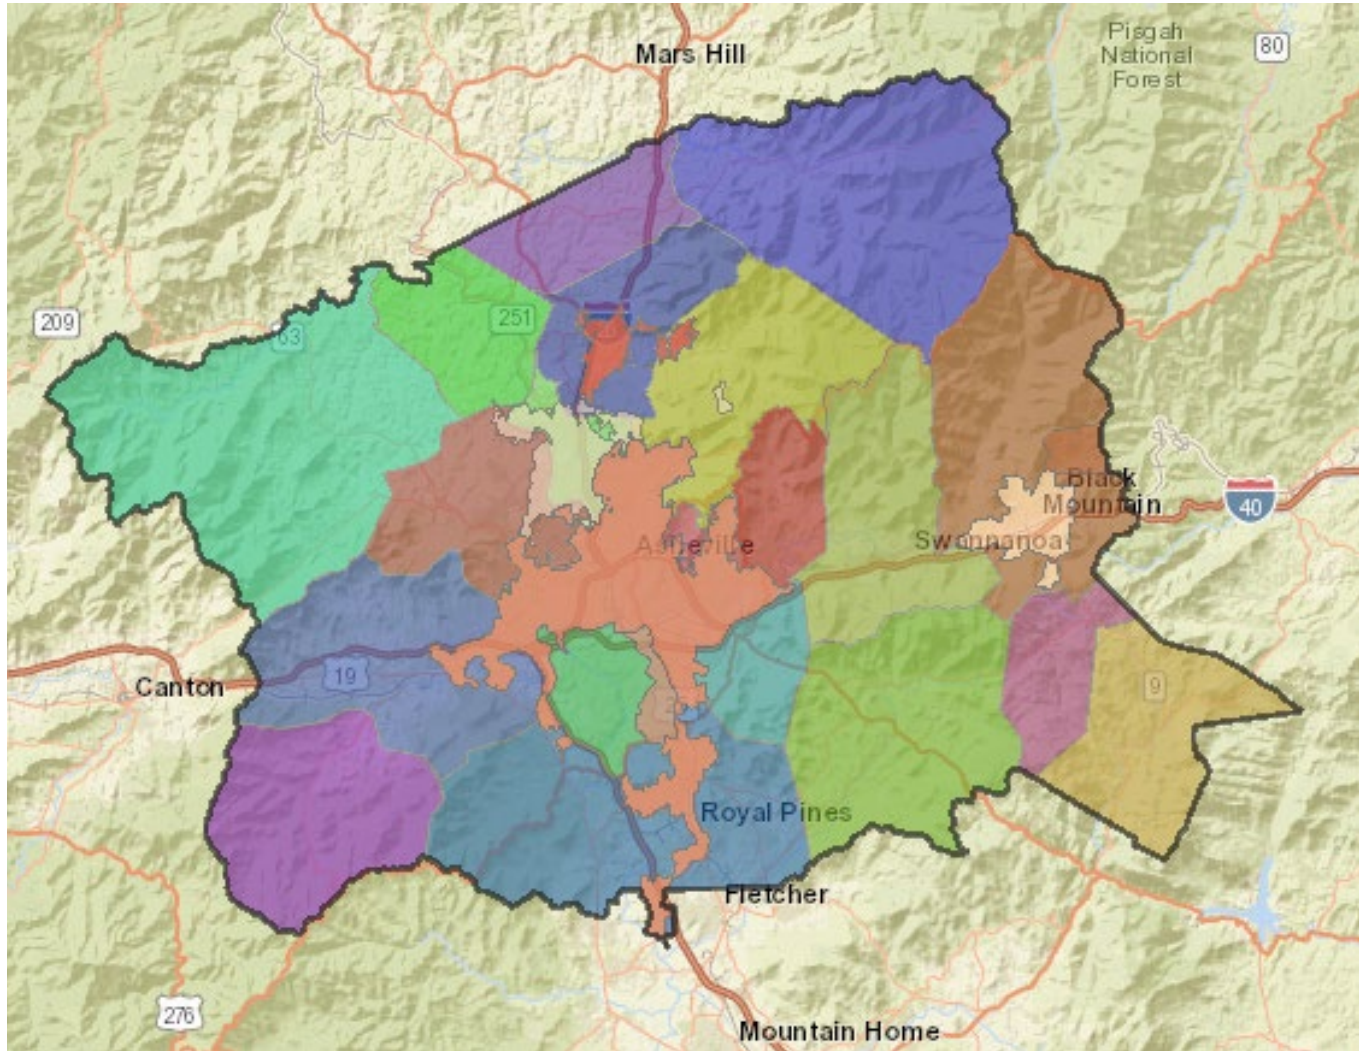 Pisgah
National
Forest
80
Mars Hill
209
63
251
Black
Mountain
40
Asheville
Swannanoa
19
Canton
9
Royal Pines
Fletcher
276
Mountain Home